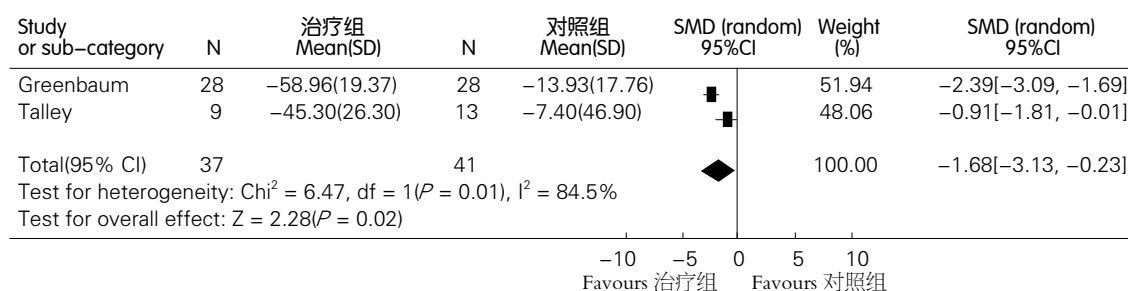 Study or sub–category N 治疗组 Mean(SD) N 对照组 Mean(SD) SMD (random) 95%CI Weight (%) SMD (random) 95%CI
Greenbaum 28 −58.96(19.37) 28 −13.93(17.76) 51.94 −2.39[−3.09, −1.69]
Talley 9 −45.30(26.30) 13 −7.40(46.90) 48.06 −0.91[−1.81, −0.01]
Total(95% CI) 37 41 100.00 −1.68[−3.13, −0.23]
Test for heterogeneity: Chi² = 6.47, df = 1(P = 0.01), I² = 84.5%
Test for overall effect: Z = 2.28(P = 0.02)
−10 −5 0 5 10
Favours 治疗组 Favours 对照组